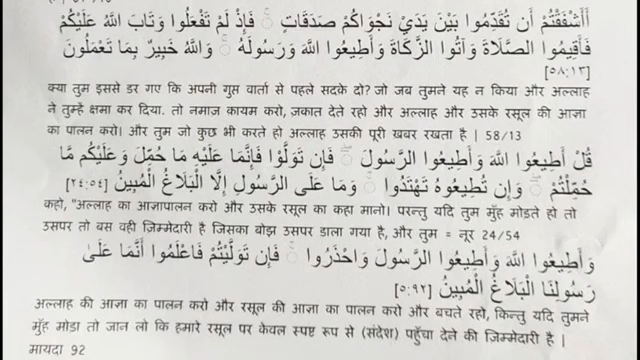 أَأَشْفَقْتُمْ أَن تُقَدِّمُوا بَيْنَ يَدَيْ نَجْوَاكُمْ صَدَقَاتٍ ۚ فَإِذْ لَمْ تَفْعَلُوا وَتَابَ اللَّهُ عَلَيْكُمْ
فَأَقِيمُوا الصَّلَاةَ وَآتُوا الزَّكَاةَ وَأَطِيعُوا اللَّهَ وَرَسُولَهُ ۚ وَاللَّهُ خَبِيرٌ بِمَا تَعْمَلُونَ
[٥٨:١٣]
क्या तुम इससे डर गए कि अपनी गुप्त वार्ता से पहले सदक़े दो? जो जब तुमने यह न किया और अल्लाह
ने तुम्हें क्षमा कर दिया. तो नमाज़ कायम करो, ज़कात देते रहो और अल्लाह और उसके रसूल की आज्ञा
का पालन करो। और तुम जो कुछ भी करते हो अल्लाह उसकी पूरी खबर रखता है | 58/13
قُلْ أَطِيعُوا اللَّهَ وَأَطِيعُوا الرَّسُولَ ۖ فَإِن تَوَلَّوْا فَإِنَّمَا عَلَيْهِ مَا حُمِّلَ وَعَلَيْكُم مَّا
حُمِّلْتُمْ ۖ وَإِن تُطِيعُوهُ تَهْتَدُوا ۚ وَمَا عَلَى الرَّسُولِ إِلَّا الْبَلَاغُ الْمُبِينُ [٢٤:٥٤]
कहो, "अल्लाह का आज्ञापालन करो और उसके रसूल का कहा मानो। परन्तु यदि तुम मुँह मोड़ते हो तो
उसपर तो बस वही ज़िम्मेदारी है जिसका बोझ उसपर डाला गया है, और तुम = नूर 24/54
وَأَطِيعُوا اللَّهَ وَأَطِيعُوا الرَّسُولَ وَاحْذَرُوا ۚ فَإِن تَوَلَّيْتُمْ فَاعْلَمُوا أَنَّمَا عَلَىٰ
رَسُولِنَا الْبَلَاغُ الْمُبِينُ [٥:٩٢]
अल्लाह की आज्ञा का पालन करो और रसूल की आज्ञा का पालन करो और बचते रहो, किन्तु यदि तुमने
मुँह मोड़ा तो जान लो कि हमारे रसूल पर केवल स्पष्ट रूप से (संदेश) पहुँचा देने की ज़िम्मेदारी है |
मायदा 92